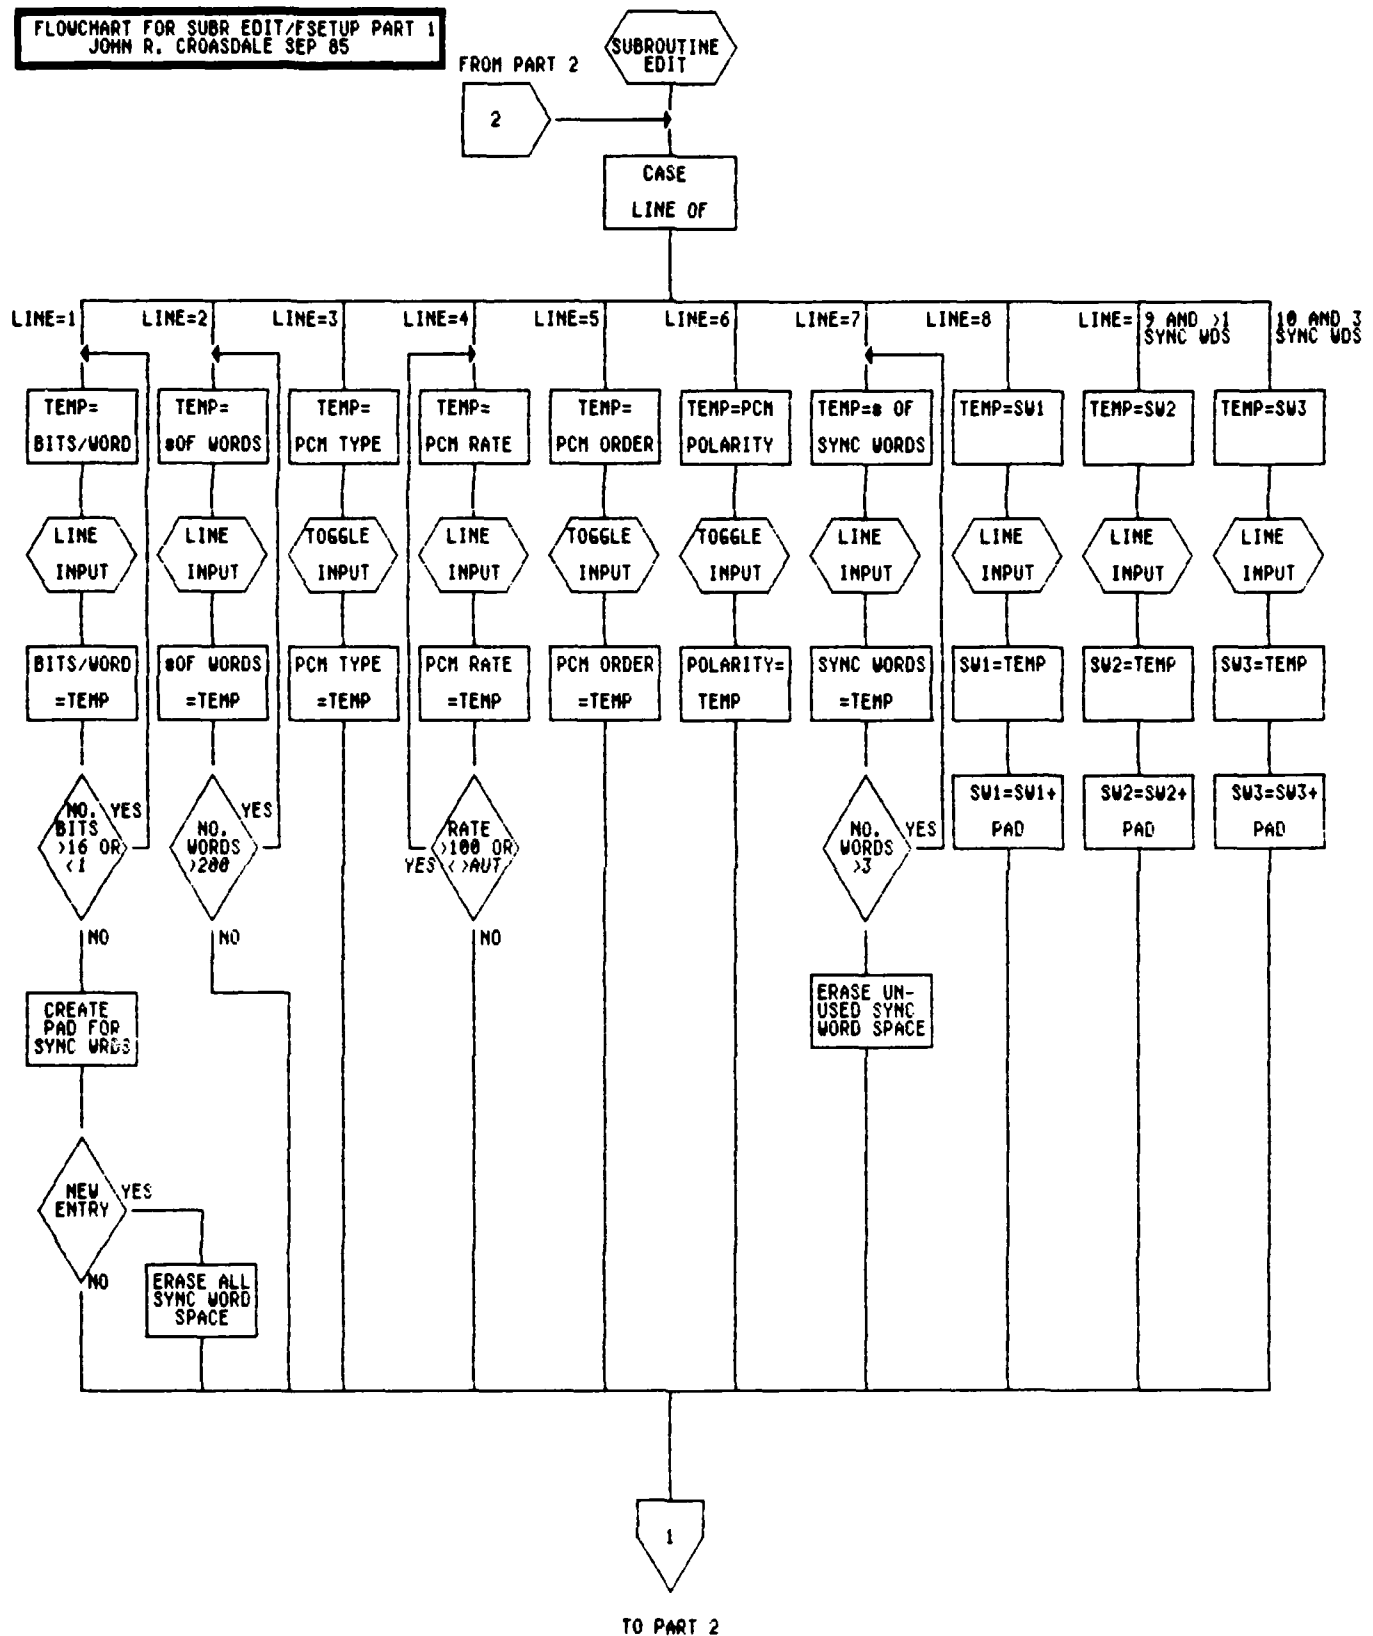 FLOWCHART FOR SUBR EDIT/FSETUP PART 1
JOHN R. CROASDALE SEP 85
FROM PART 2
2
SUBROUTINE
EDIT
CASE
LINE OF
LINE=1
LINE=2
LINE=3
LINE=4
LINE=5
LINE=6
LINE=7
LINE=8
LINE=
9 AND >1
SYNC WDS
10 AND 3
SYNC WDS
TEMP=
BITS/WORD
TEMP=
#OF WORDS
TEMP=
PCM TYPE
TEMP=
PCM RATE
TEMP=
PCM ORDER
TEMP=PCM
POLARITY
TEMP=# OF
SYNC WORDS
TEMP=SW1
TEMP=SW2
TEMP=SW3
LINE
INPUT
LINE
INPUT
TOGGLE
INPUT
LINE
INPUT
TOGGLE
INPUT
TOGGLE
INPUT
LINE
INPUT
LINE
INPUT
LINE
INPUT
LINE
INPUT
BITS/WORD
=TEMP
#OF WORDS
=TEMP
PCM TYPE
=TEMP
PCM RATE
=TEMP
PCM ORDER
=TEMP
POLARITY=
TEMP
SYNC WORDS
=TEMP
SW1=TEMP
SW2=TEMP
SW3=TEMP
NO.
BITS
>16 OR
<1
YES
NO
NO.
WORDS
>200
YES
NO
RATE
>100 OR
<>AUT
YES
NO
NO.
WORDS
>3
YES
SW1=SW1+
PAD
SW2=SW2+
PAD
SW3=SW3+
PAD
CREATE
PAD FOR
SYNC WRDS
ERASE UN-
USED SYNC
WORD SPACE
NEW
ENTRY
YES
NO
ERASE ALL
SYNC WORD
SPACE
1
TO PART 2